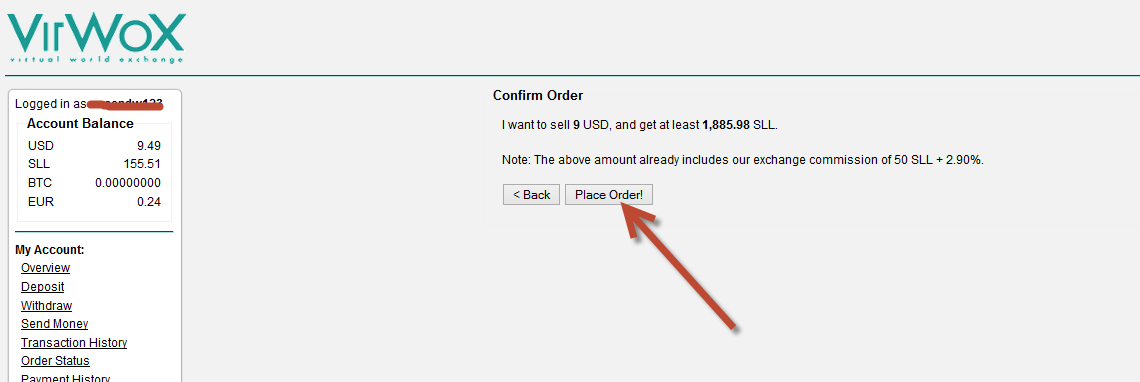 VirWoX
virtual world exchange
Logged in as
Account Balance
USD 9.49
SLL 155.51
BTC 0.00000000
EUR 0.24
My Account:
Overview
Deposit
Withdraw
Send Money
Transaction History
Order Status
Payment History
Confirm Order
I want to sell 9 USD, and get at least 1,885.98 SLL.
Note: The above amount already includes our exchange commission of 50 SLL + 2.90%.
< Back Place Order!